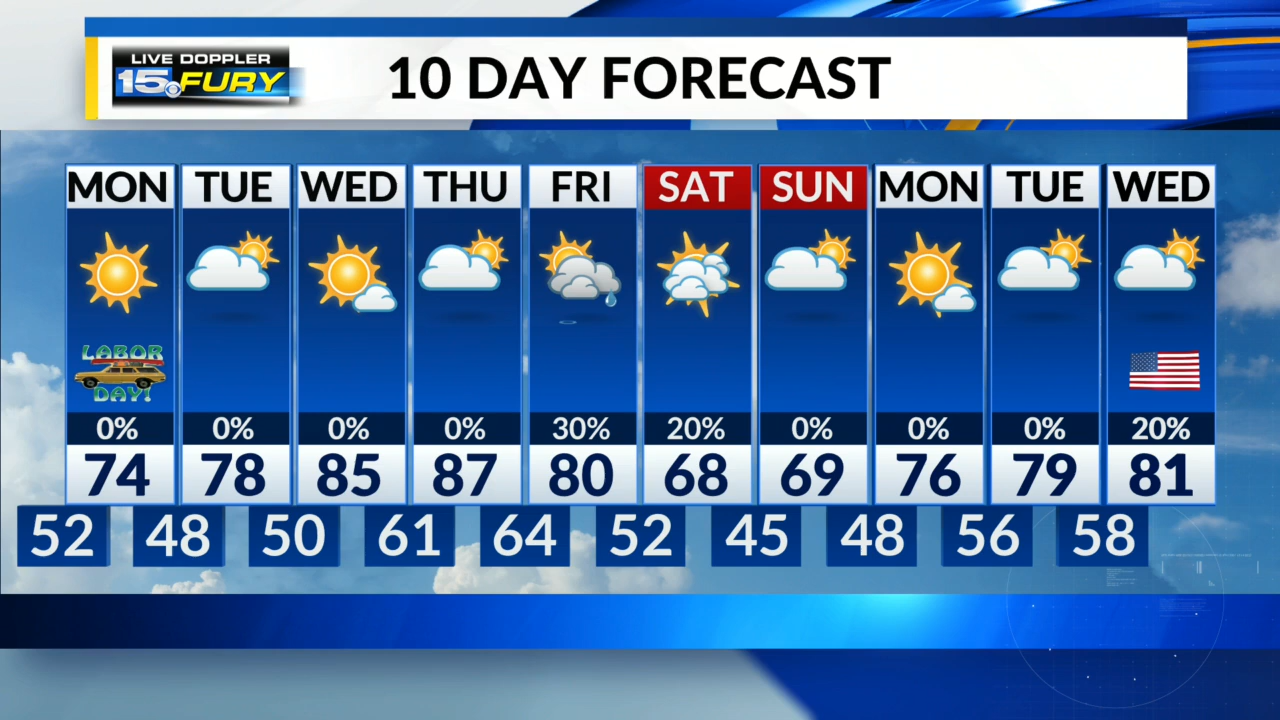 LIVE DOPPLER
15 FURY
10 DAY FORECAST
MON TUE WED THU FRI SAT SUN MON TUE WED
LABOR
DAY!
0% 0% 0% 0% 30% 20% 0% 0% 0% 20%
74 78 85 87 80 68 69 76 79 81
52 48 50 61 64 52 45 48 56 58